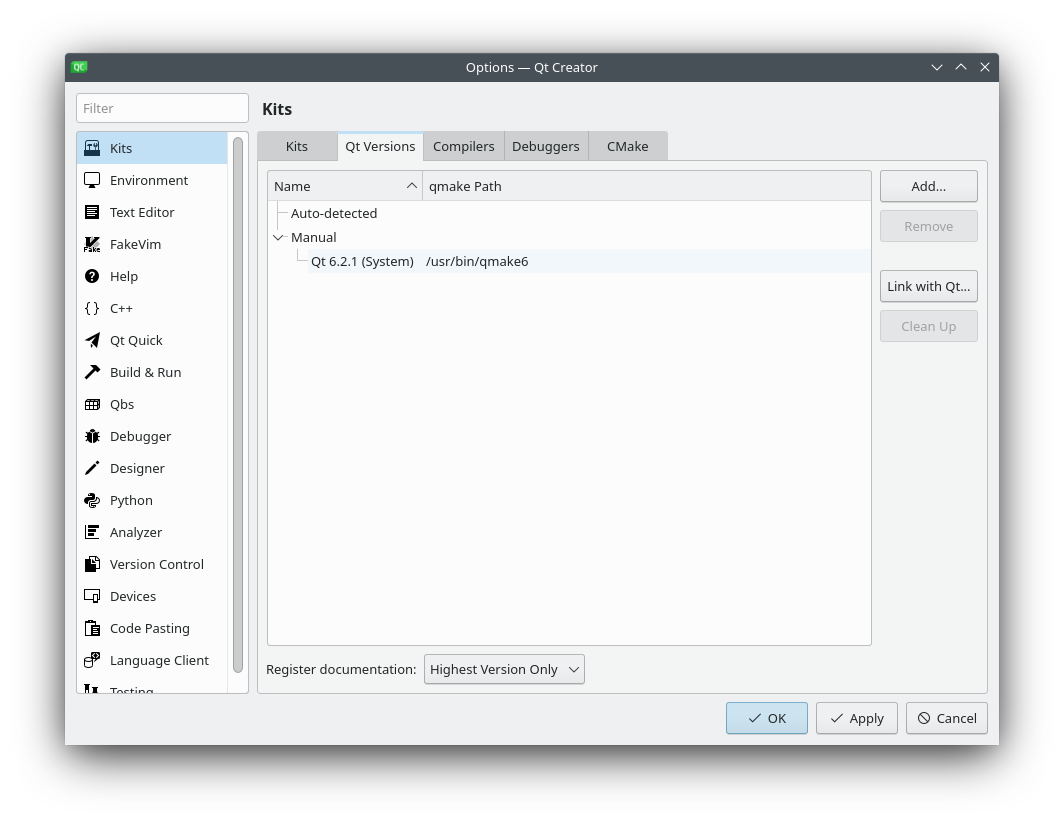 QC
Options — Qt Creator
Filter
Kits
Kits
Kits
Qt Versions
Compilers
Debuggers
CMake
Environment
Text Editor
FakeVim
Help
C++
Qt Quick
Build & Run
Qbs
Debugger
Designer
Python
Analyzer
Version Control
Devices
Code Pasting
Language Client
Testing
Name
qmake Path
Auto-detected
Manual
Qt 6.2.1 (System) /usr/bin/qmake6
Add...
Remove
Link with Qt...
Clean Up
Register documentation: Highest Version Only
OK
Apply
Cancel